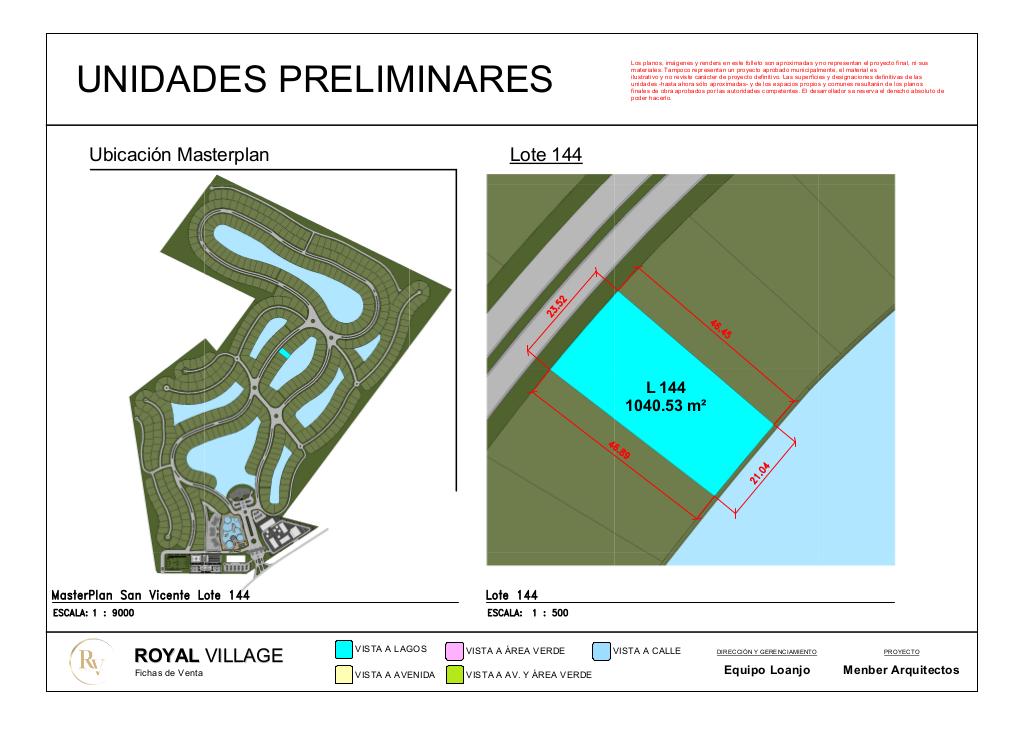 UNIDADES PRELIMINARES
Los planos, imágenes y renders en este folleto son aproximadas y no representan el proyecto final, ni sus
materiales. Tampoco representan un proyecto aprobado municipalmente, el material es
ilustrativo y no reviste carácter de proyecto definitivo. Las superficies y designaciones definitivas de las
unidades -hasta ahora sólo aproximadas- y de los espacios propios y comunes resultarán de los planos
finales de obra aprobados por las autoridades competentes. El desarrollador se reserva el derecho absoluto de
poder hacerlo.
Ubicación Masterplan
Lote 144
23.52
46.45
L 144
1040.53 m²
46.89
21.04
MasterPlan San Vicente Lote 144
ESCALA: 1 : 9000
Lote 144
ESCALA: 1 : 500
RV
ROYAL VILLAGE
Fichas de Venta
VISTA A LAGOS
VISTA A ÁREA VERDE
VISTA A CALLE
VISTA A AVENIDA
VISTA A AV. Y ÁREA VERDE
DIRECCIÓN Y GERENCIAMIENTO
Equipo Loanjo
PROYECTO
Menber Arquitectos